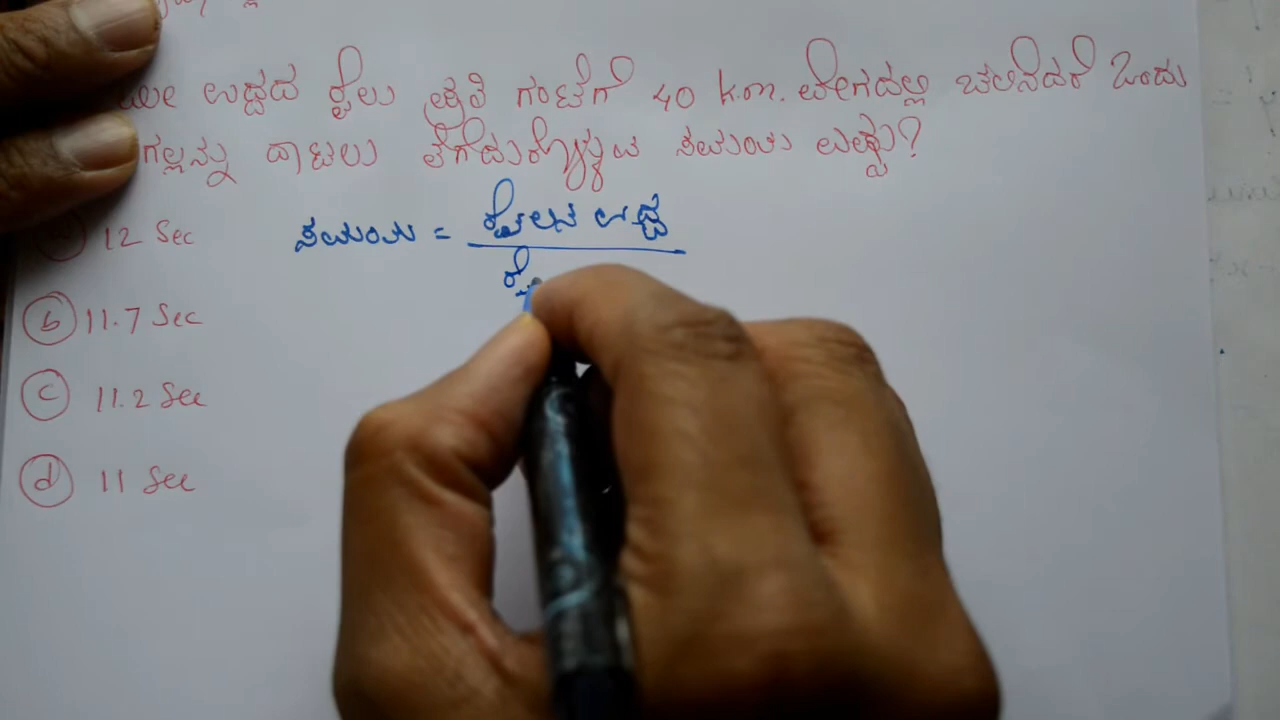 ಮೀ ಉದ್ದದ ರೈಲು ಪ್ರತಿ ಗಂಟೆಗೆ 40 k.m. ವೇಗದಲ್ಲಿ ಚಲಿಸಿದರೆ ಒಂದು
ದಾಟಲು ತೆಗೆದುಕೊಳ್ಳುವ ಸಮಯ ಎಷ್ಟು?
12 Sec
ಸಮಯ = ರೈಲಿನ ಉದ್ದ
b 11.7 Sec
c 11.2 Sec
d 11 Sec